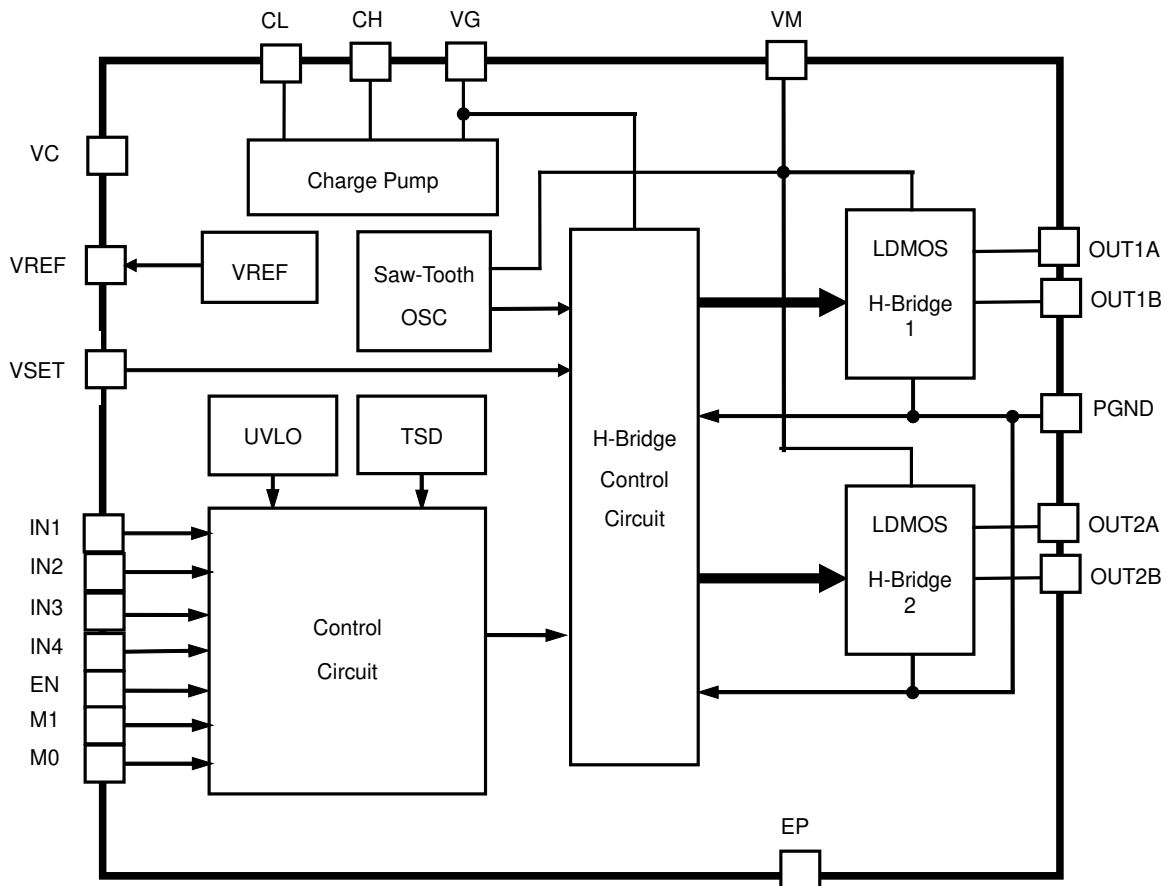 CL
CH
VG
VM
VC
Charge Pump
VREF
VREF
Saw-Tooth
OSC
LDMOS
H-Bridge
1
OUT1A
OUT1B
VSET
UVLO
TSD
H-Bridge
Control
Circuit
PGND
IN1
IN2
IN3
IN4
EN
M1
M0
Control
Circuit
LDMOS
H-Bridge
2
OUT2A
OUT2B
EP